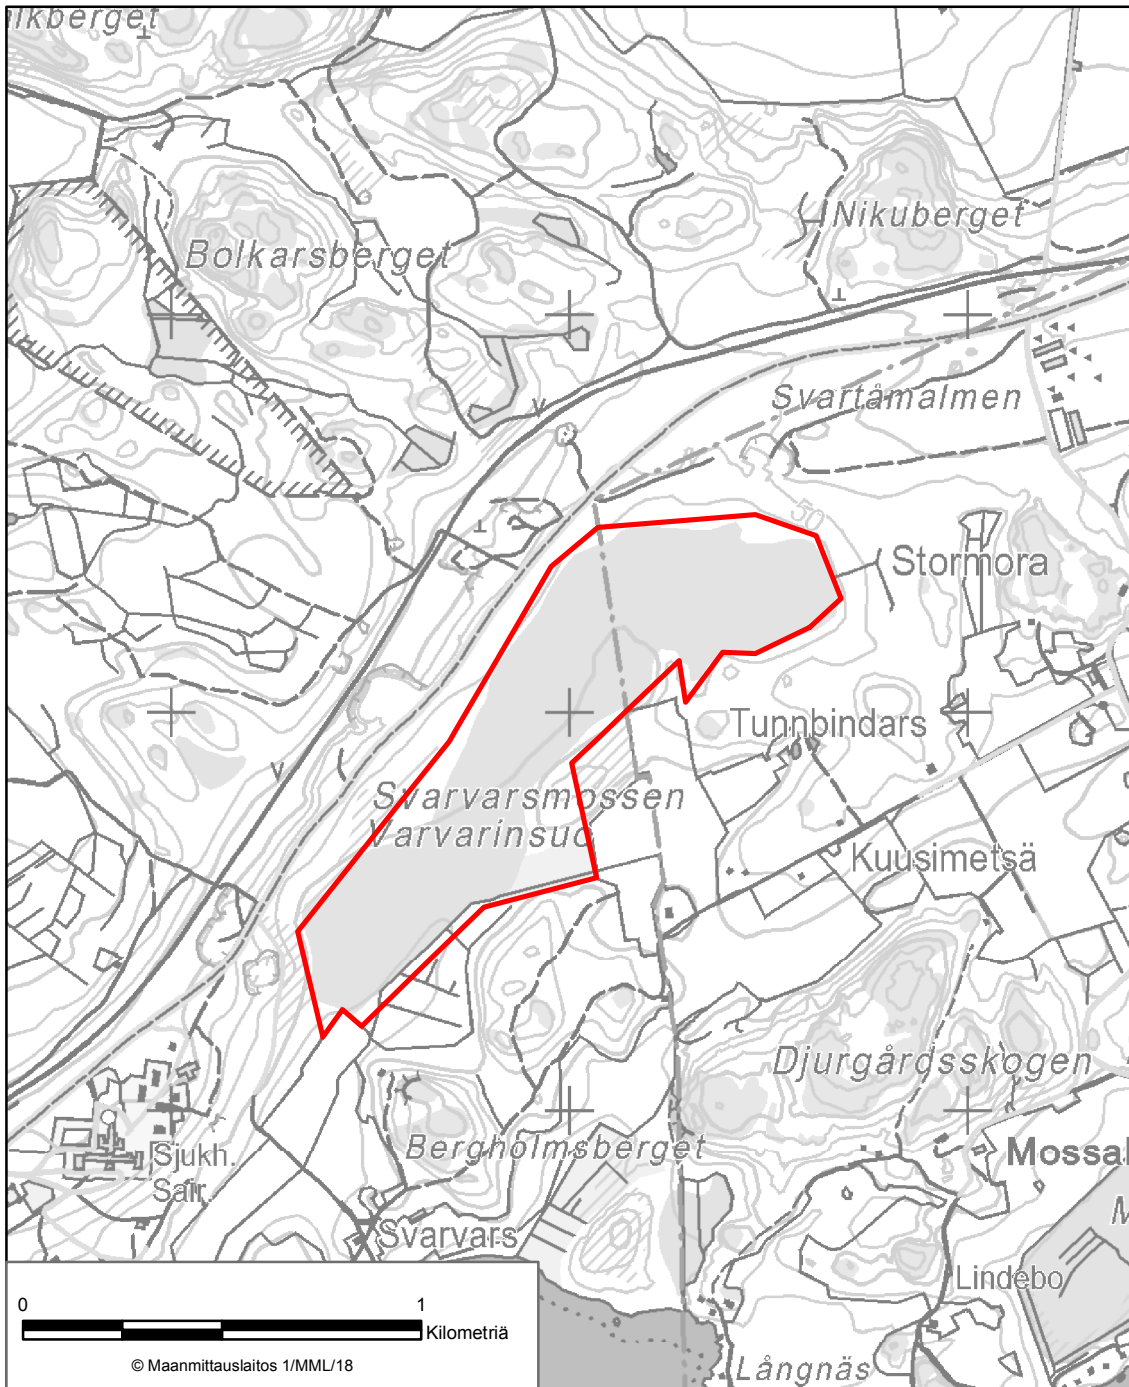 Bolkarsberget
Nikuberget
Svartåmalmen
50
Stormora
Tunnbindars
Svarvarsmossen
Varvarinsuo
Kuusimetsä
Djurgårdsskogen
Bergholmsberget
Sjukh.
Sair.
Svarvars
Lindebo
Långnäs
0 1
Kilometriä
© Maanmittauslaitos 1/MML/18